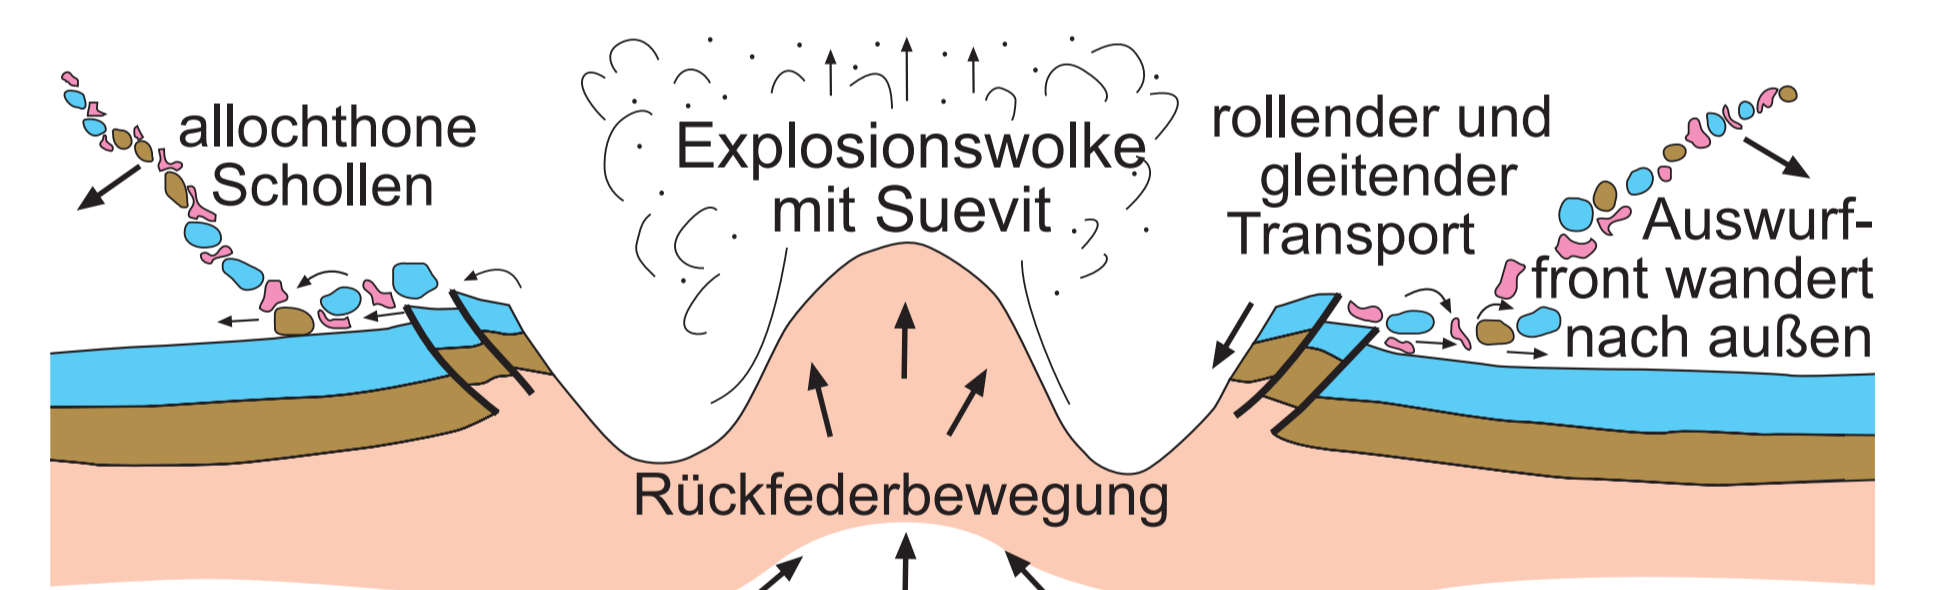 allochthone
Schollen
Explosionswolke
mit Suevit
rollender und
gleitender
Transport
Auswurf-
front wandert
nach außen
Rückfederbewegung